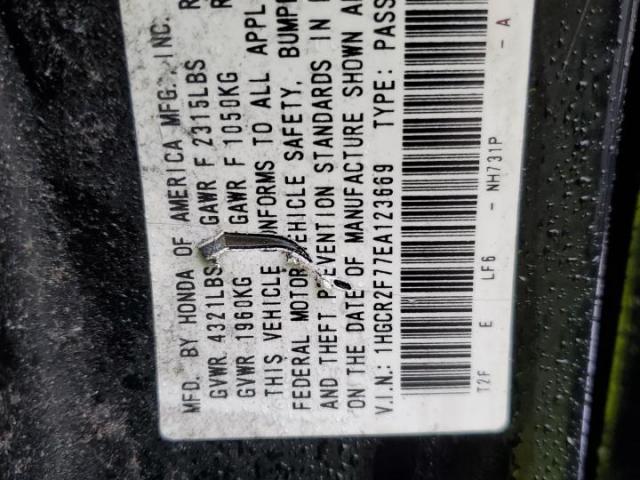 MFD. BY HONDA OF AMERICA MFG., INC.
GVWR 4321LBS GAWR F 2315LBS R
GVWR 1960KG GAWR F 1050KG R
THIS VEHICLE CONFORMS TO ALL APPL
FEDERAL MOTOR VEHICLE SAFETY, BUMP
AND THEFT PREVENTION STANDARDS IN
ON THE DATE OF MANUFACTURE SHOWN A
V.I.N.: 1HGCR2F77EA123669 TYPE: PASS
T2F E LF6 - NH731P - A